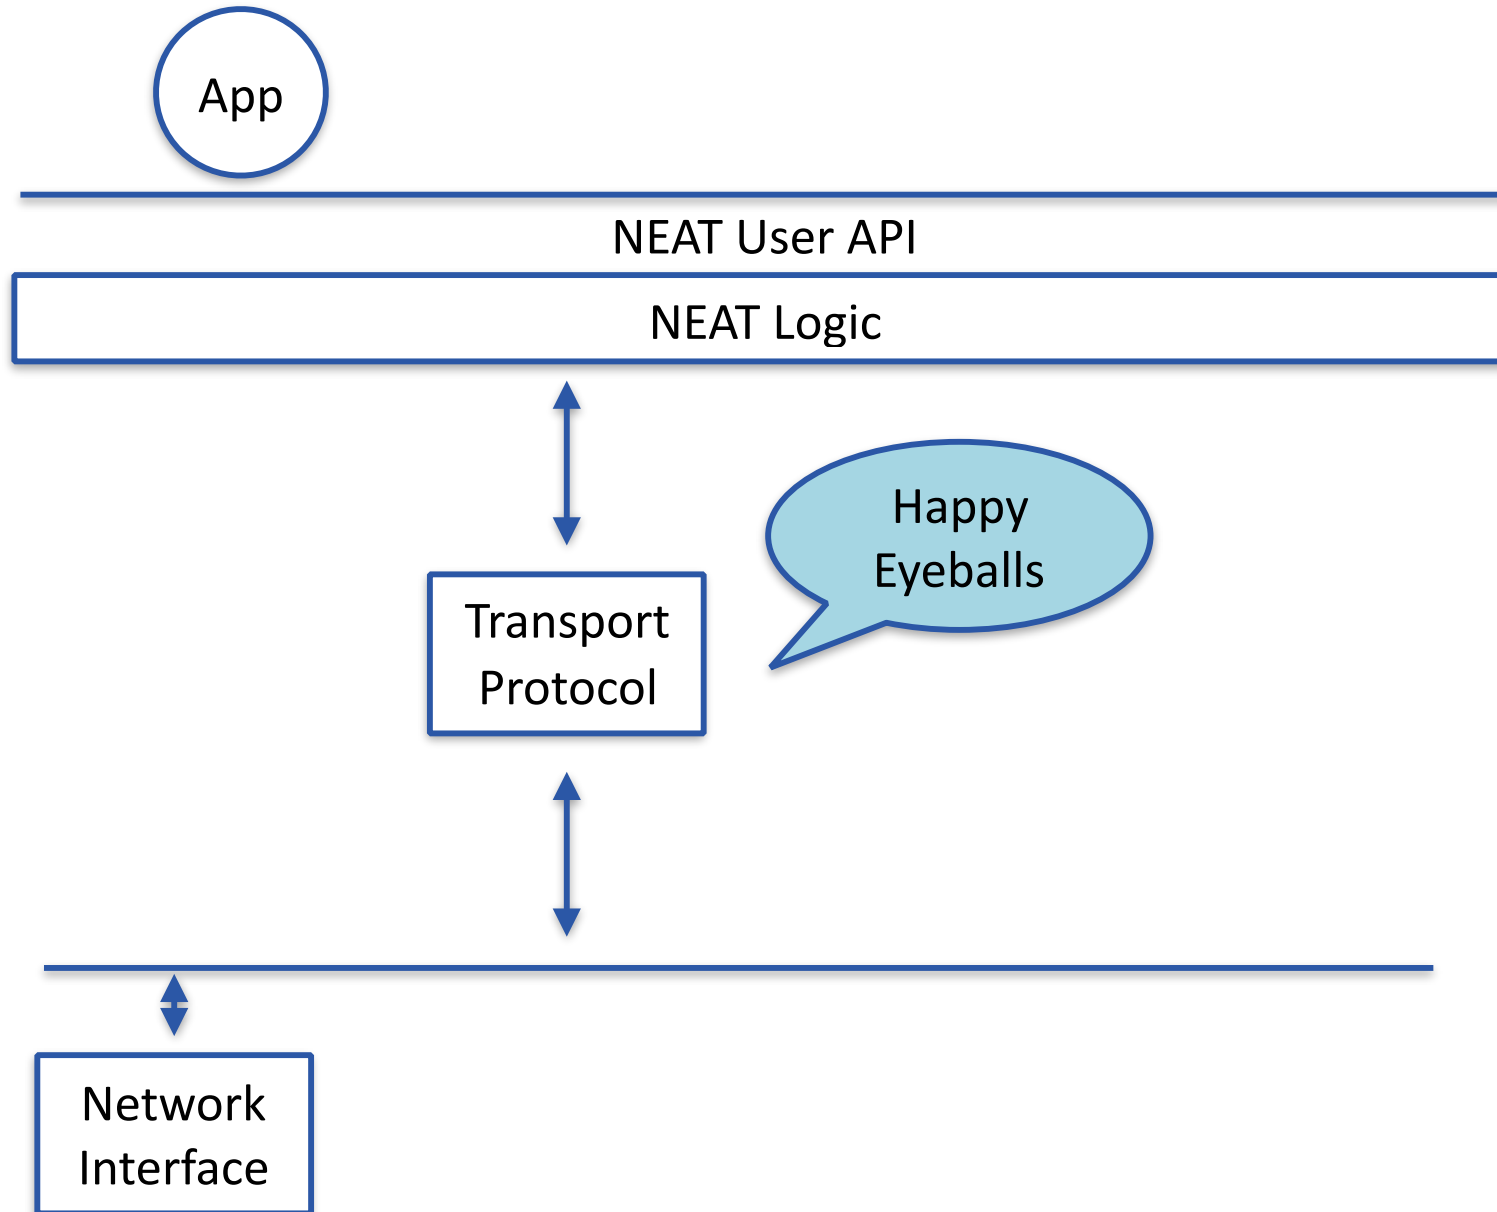 App
NEAT User API
NEAT Logic
Happy
Eyeballs
Transport
Protocol
Network
Interface